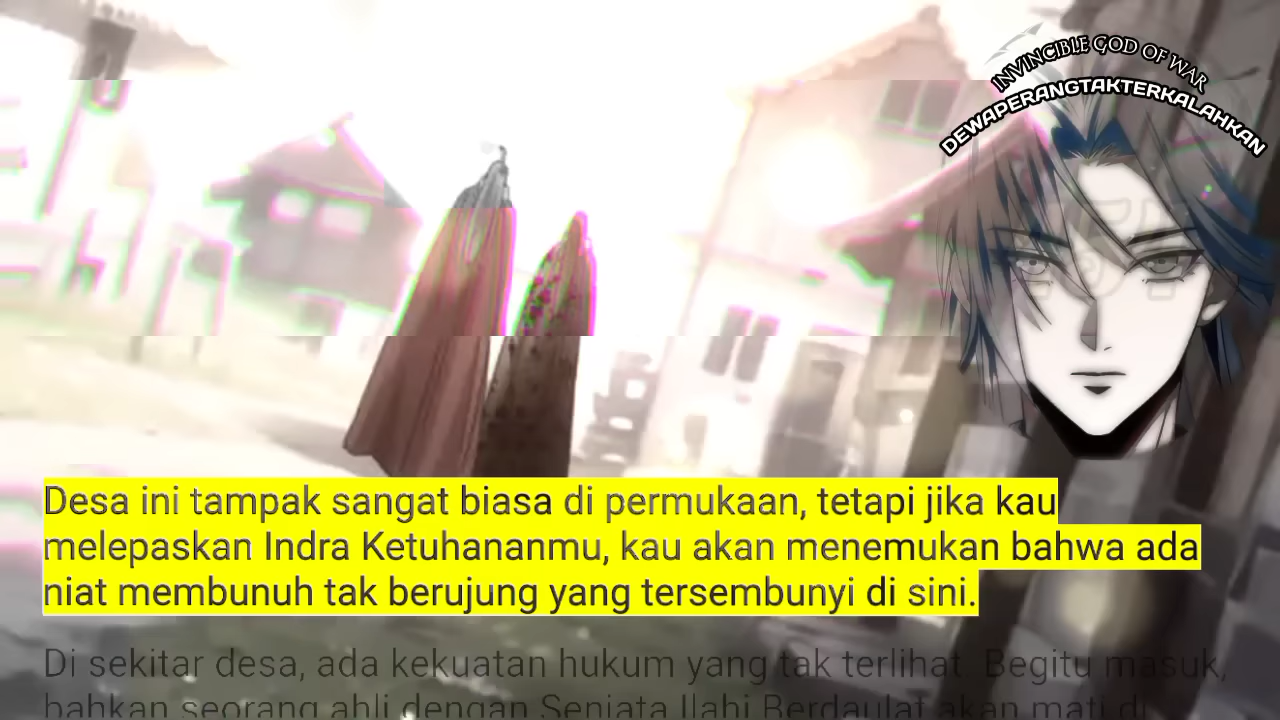 INVINCIBLE GOD OF WAR
DEWAPERANGTAKTERKALAHKAN
Desa ini tampak sangat biasa di permukaan, tetapi jika kau
melepaskan Indra Ketuhananmu, kau akan menemukan bahwa ada
niat membunuh tak berujung yang tersembunyi di sini.
Di sekitar desa, ada kekuatan hukum yang tak terlihat. Begitu masuk,
bahkan seorang ahli dengan Senjata Ilahi Berdaulat akan mati di